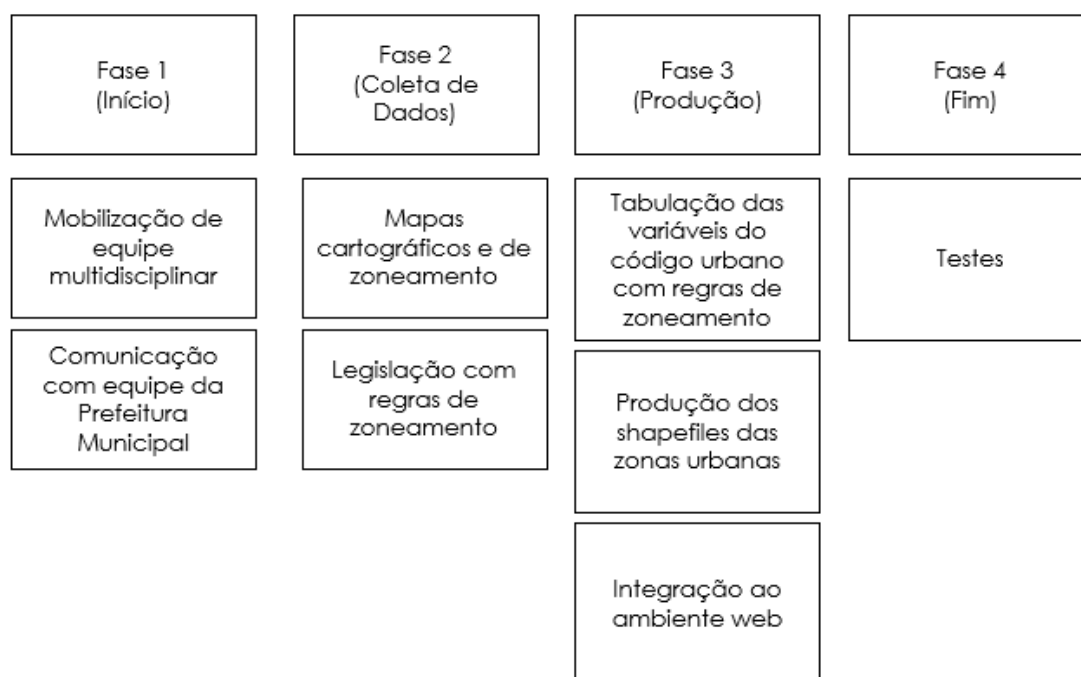 Fase 1
(Início)
Fase 2
(Coleta de
Dados)
Fase 3
(Produção)
Fase 4
(Fim)
Mobilização de
equipe
multidisciplinar
Mapas
cartográficos e de
zoneamento
Tabulação das
variáveis do
código urbano
com regras de
zoneamento
Testes
Comunicação
com equipe da
Prefeitura
Municipal
Legislação com
regras de
zoneamento
Produção dos
shapefiles das
zonas urbanas
Integração ao
ambiente web